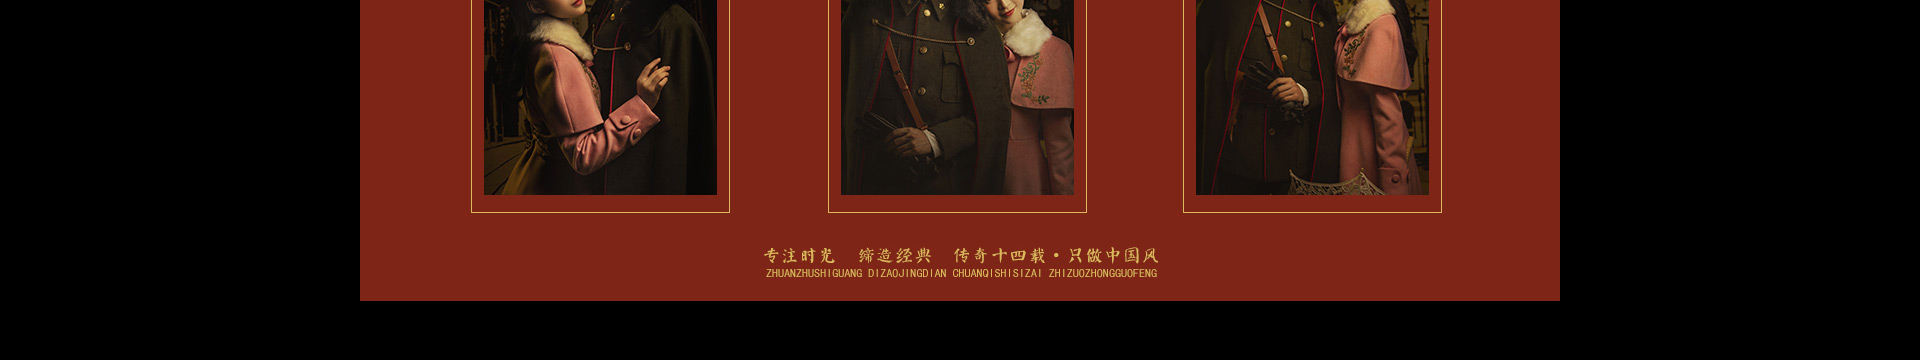 专注时光 缔造经典 传奇十四载·只做中国风
ZHUANZHUSHIGUANG DIZAOJINGDIAN CHUANQISHISIZAI ZHIZUOZHONGGUOFENG